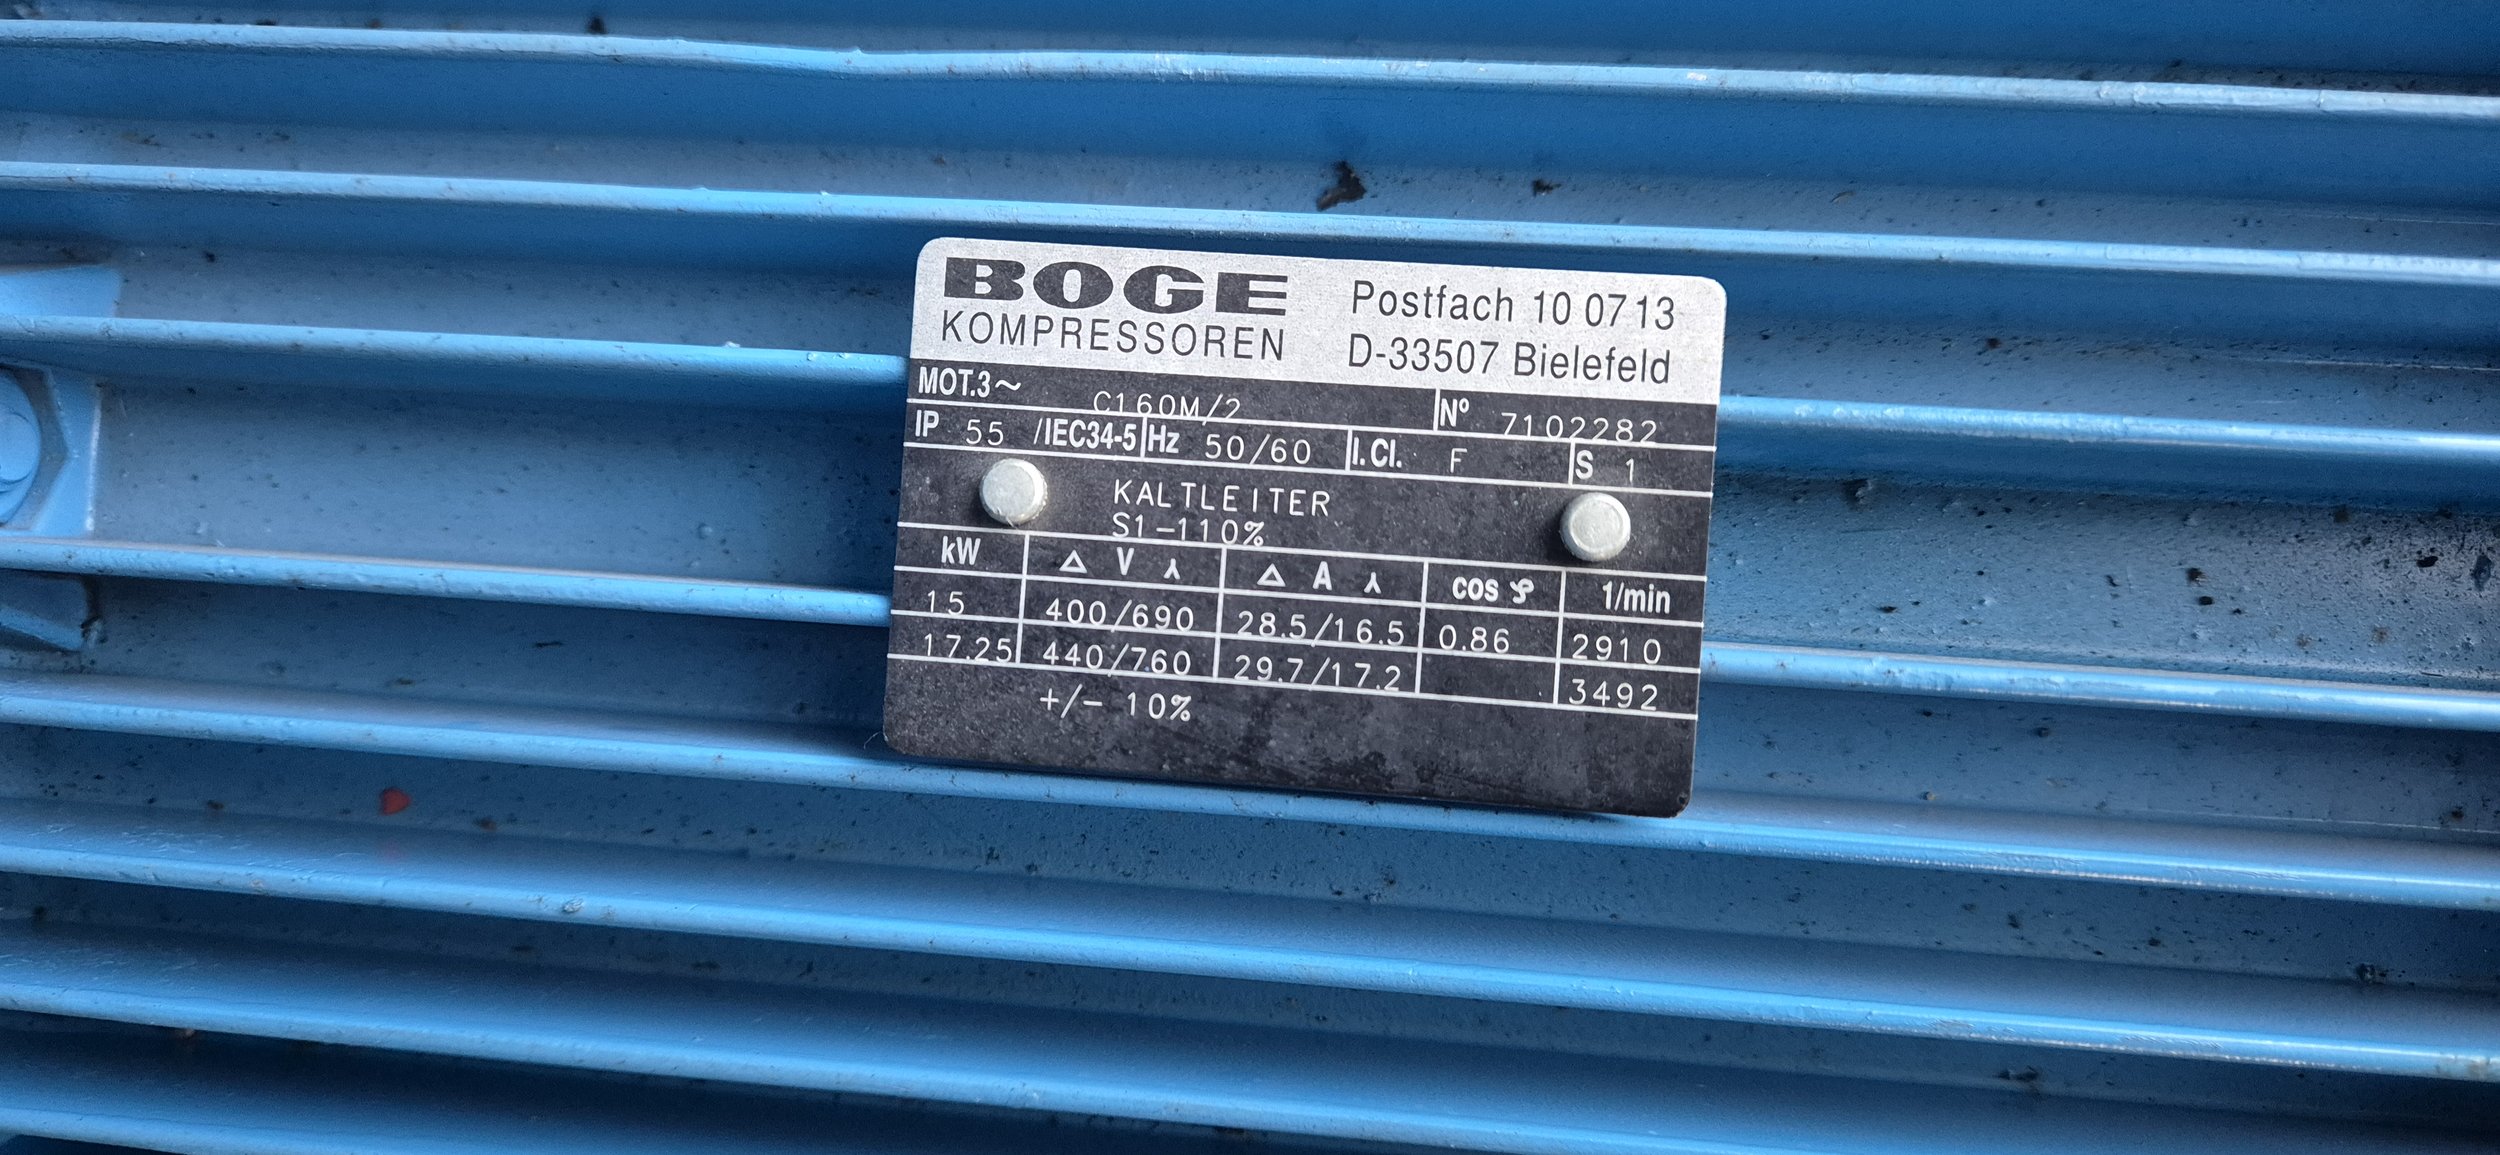 BOGE
KOMPRESSOREN
Postfach 10 0713
D-33507 Bielefeld
MOT.3~ C160M/2 Nº 7102282
IP 55 /IEC34-5 Hz 50/60 I.Cl. F S 1
KALTLEITER
S1-110%
kW △ V ⅄ △ A ⅄ cos φ 1/min
15 400/690 28.5/16.5 0.86 2910
17.25 440/760 29.7/17.2 3492
+/- 10%